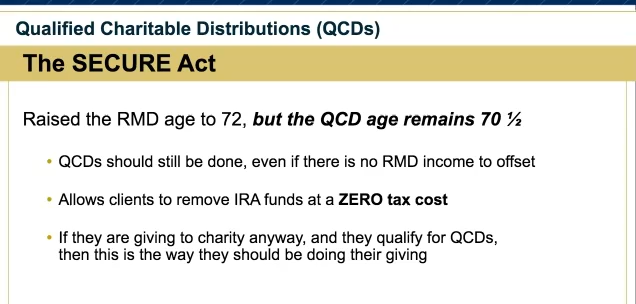 Qualified Charitable Distributions (QCDs)
The SECURE Act
Raised the RMD age to 72, but the QCD age remains 70 ½
• QCDs should still be done, even if there is no RMD income to offset
• Allows clients to remove IRA funds at a ZERO tax cost
• If they are giving to charity anyway, and they qualify for QCDs,
then this is the way they should be doing their giving